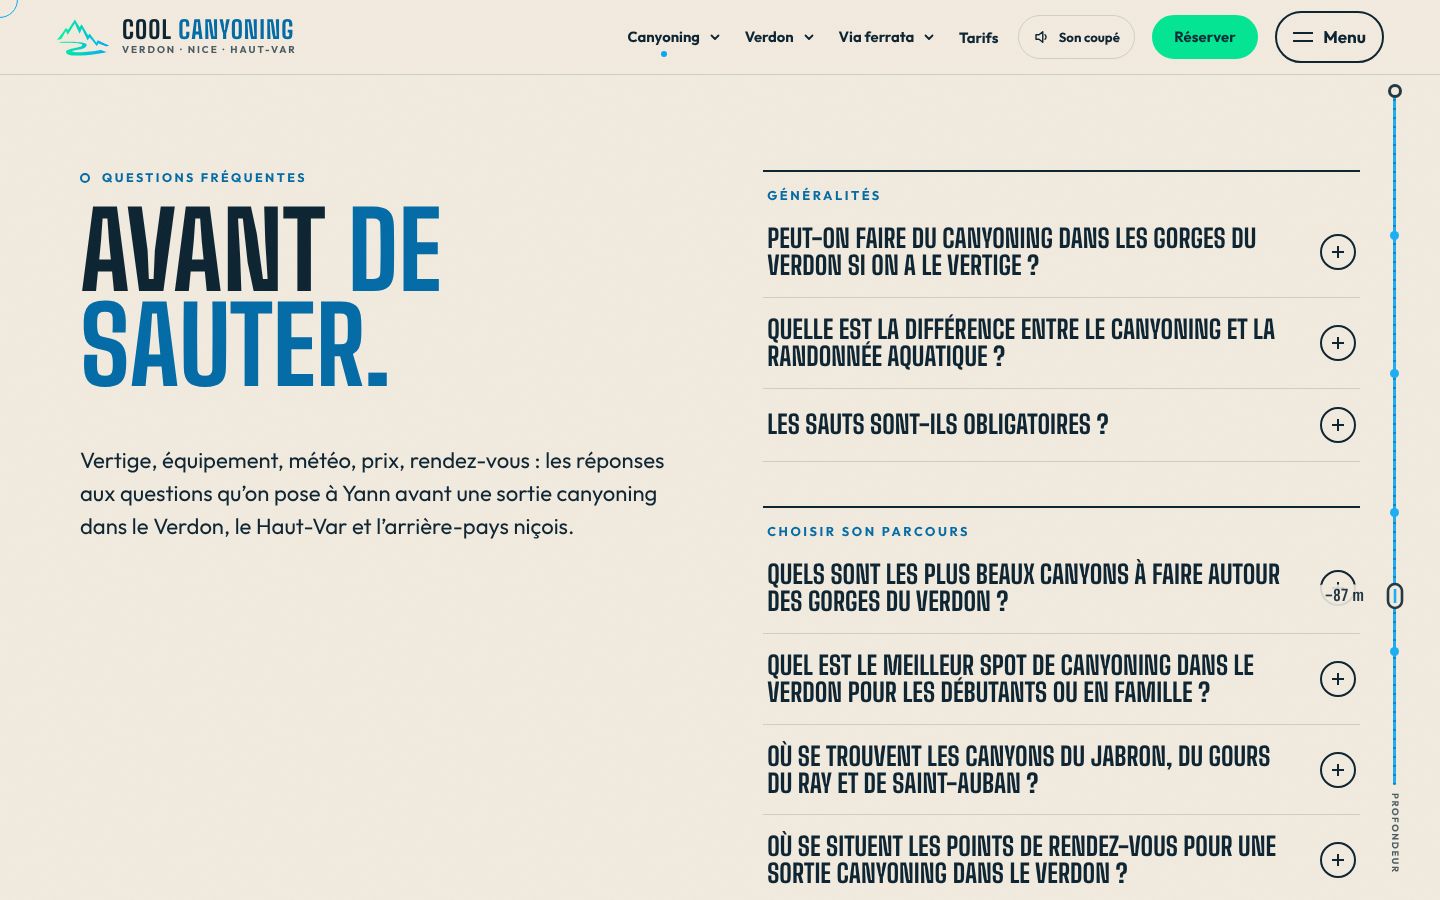 COOL CANYONING
VERDON · NICE · HAUT-VAR
Canyoning
Verdon
Via ferrata
Tarifs
Son coupé
Réserver
Menu
QUESTIONS FRÉQUENTES
AVANT DE
SAUTER.
Vertige, équipement, météo, prix, rendez-vous : les réponses
aux questions qu’on pose à Yann avant une sortie canyoning
dans le Verdon, le Haut-Var et l’arrière-pays niçois.
GÉNÉRALITÉS
PEUT-ON FAIRE DU CANYONING DANS LES GORGES DU
VERDON SI ON A LE VERTIGE ?
QUELLE EST LA DIFFÉRENCE ENTRE LE CANYONING ET LA
RANDONNÉE AQUATIQUE ?
LES SAUTS SONT-ILS OBLIGATOIRES ?
CHOISIR SON PARCOURS
QUELS SONT LES PLUS BEAUX CANYONS À FAIRE AUTOUR
DES GORGES DU VERDON ?
−87 m
QUEL EST LE MEILLEUR SPOT DE CANYONING DANS LE
VERDON POUR LES DÉBUTANTS OU EN FAMILLE ?
OÙ SE TROUVENT LES CANYONS DU JABRON, DU GOURS
DU RAY ET DE SAINT-AUBAN ?
OÙ SE SITUENT LES POINTS DE RENDEZ-VOUS POUR UNE
SORTIE CANYONING DANS LE VERDON ?
PROFONDEUR